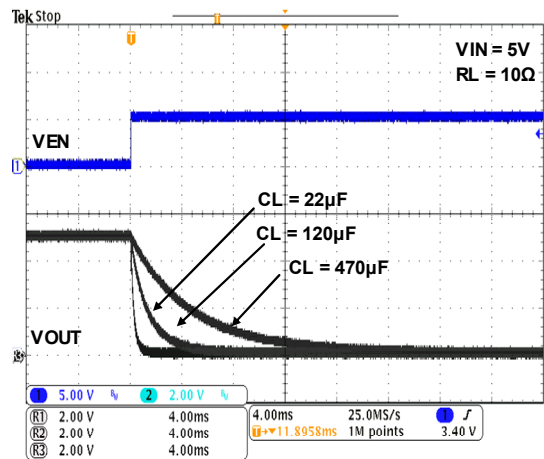 Tek Stop
T
T
VIN = 5V
RL = 10Ω
VEN
1
CL = 22µF
CL = 120µF
CL = 470µF
VOUT
1 5.00 V 2 2.00 V
R1 2.00 V 4.00ms
R2 2.00 V 4.00ms
R3 2.00 V 4.00ms
4.00ms 25.0MS/s 1
T→▼11.8958ms 1M points 3.40 V